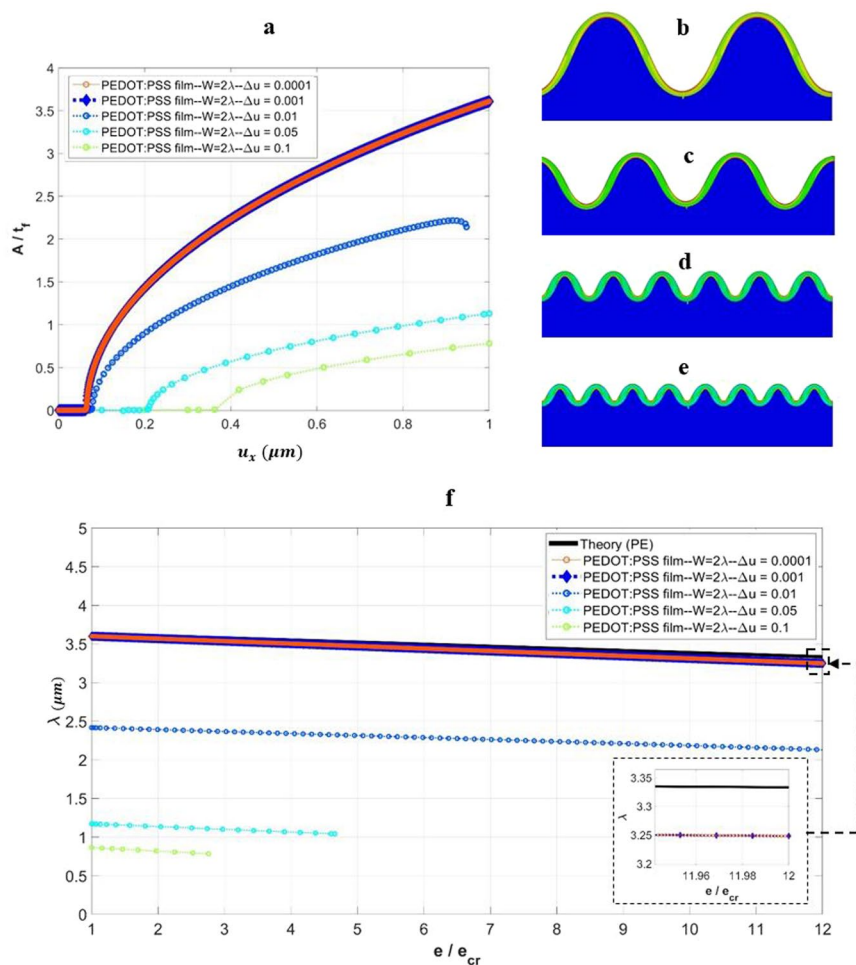 a
A / t_f
4
3.5
3
2.5
2
1.5
1
0.5
0
PEDOT:PSS film--W=2λ--Δu = 0.0001
PEDOT:PSS film--W=2λ--Δu = 0.001
PEDOT:PSS film--W=2λ--Δu = 0.01
PEDOT:PSS film--W=2λ--Δu = 0.05
PEDOT:PSS film--W=2λ--Δu = 0.1
0 0.2 0.4 0.6 0.8 1
u_x (μm)
b
c
d
e
f
λ (μm)
5
4.5
4
3.5
3
2.5
2
1.5
1
0.5
0
Theory (PE)
PEDOT:PSS film--W=2λ--Δu = 0.0001
PEDOT:PSS film--W=2λ--Δu = 0.001
PEDOT:PSS film--W=2λ--Δu = 0.01
PEDOT:PSS film--W=2λ--Δu = 0.05
PEDOT:PSS film--W=2λ--Δu = 0.1
λ
3.35
3.3
3.25
3.2
11.96 11.98 12
e / e_cr
1 2 3 4 5 6 7 8 9 10 11 12
e / e_cr